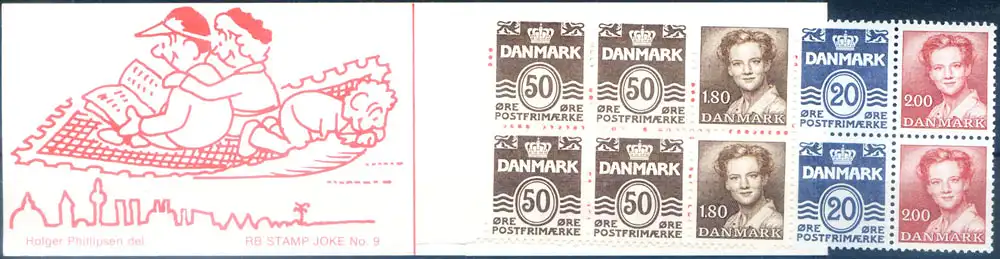 Holger Philipsen del.
RB STAMP JOKE No. 9
DANMARK
50
ØRE ØRE
POSTFRIMÆRKE
DANMARK
50
ØRE ØRE
POSTFRIMÆRKE
1.80
DANMARK
DANMARK
20
ØRE ØRE
POSTFRIMÆRKE
2.00
DANMARK
DANMARK
50
ØRE ØRE
POSTFRIMÆRKE
DANMARK
50
ØRE ØRE
POSTFRIMÆRKE
1.80
DANMARK
DANMARK
20
ØRE ØRE
POSTFRIMÆRKE
2.00
DANMARK